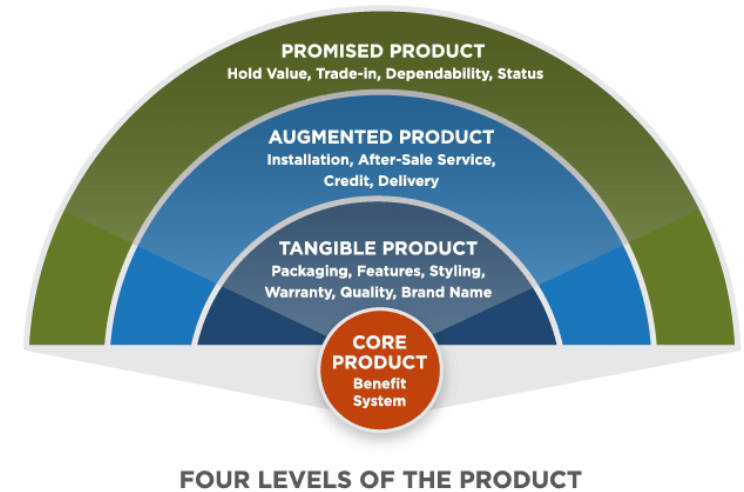 PROMISED PRODUCT
Hold Value, Trade-in, Dependability, Status
AUGMENTED PRODUCT
Installation, After-Sale Service,
Credit, Delivery
TANGIBLE PRODUCT
Packaging, Features, Styling,
Warranty, Quality, Brand Name
CORE
PRODUCT
Benefit
System
FOUR LEVELS OF THE PRODUCT